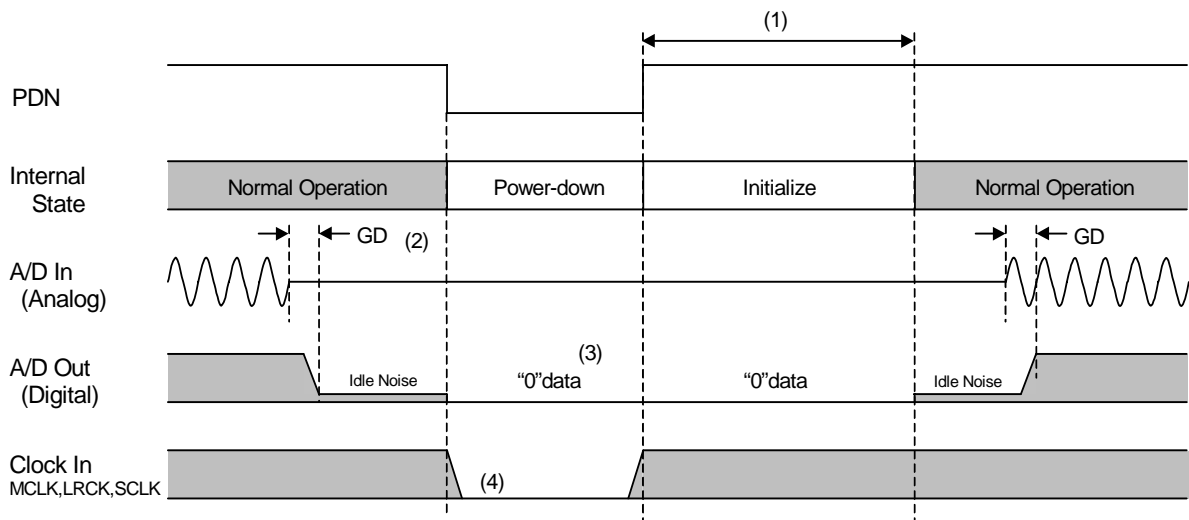 (1)
PDN
Internal
State
Normal Operation
Power-down
Initialize
Normal Operation
GD
(2)
GD
A/D In
(Analog)
A/D Out
(Digital)
Idle Noise
(3)
“0”data
“0”data
Idle Noise
Clock In
MCLK,LRCK,SCLK
(4)